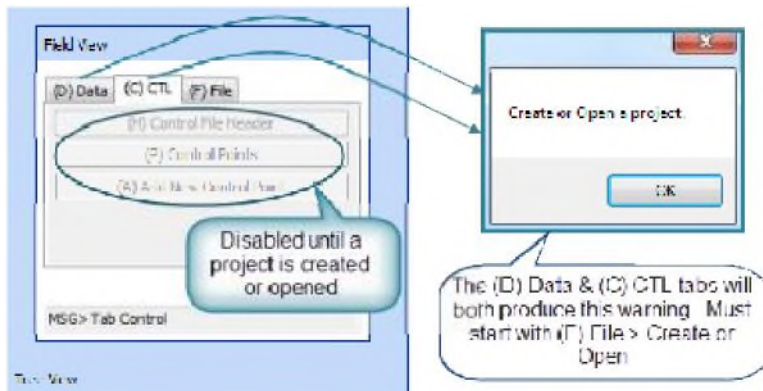 Field View
(D) Data (C) CTL (F) File
(H) Control File Header
(P) Control Points
(A) Add New Control Point
Disabled until a
project is created
or opened
MSG> Tab Control
Tree View
X
Create or Open a project.
OK
The (D) Data & (C) CTL tabs will
both produce this warning. Must
start with (F) File > Create or
Open